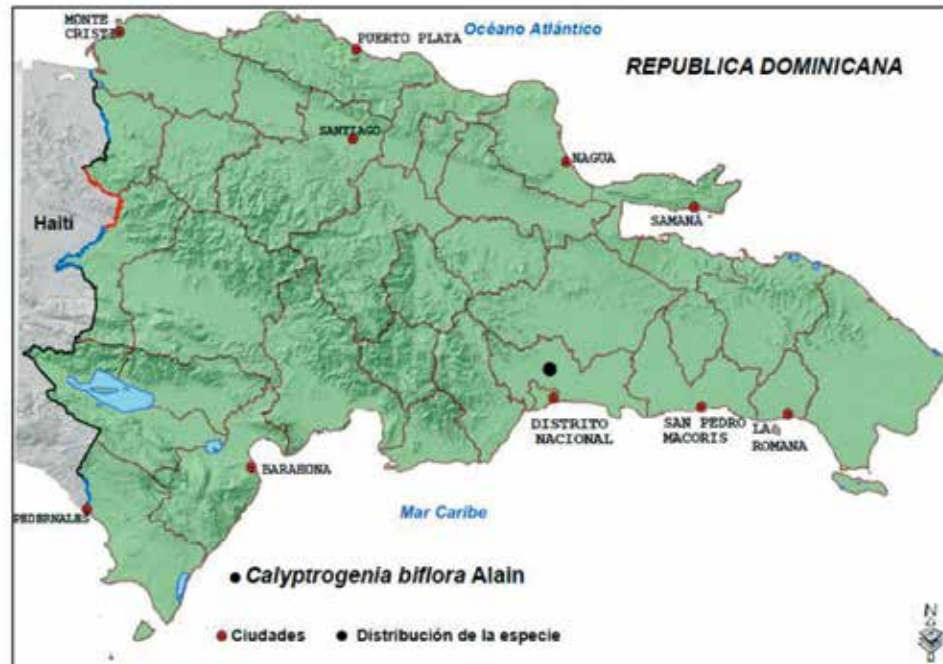 MONTE
CRISTI
PUERTO PLATA
Océano Atlántico
REPUBLICA DOMINICANA
SANTIAGO
NAGUA
SAMANÁ
Haití
DISTRITO
NACIONAL
SAN PEDRO
MACORIS
LA
ROMANA
BARAHONA
PEDERNALES
Mar Caribe
Calyptrogenia biflora Alain
Ciudades
Distribución de la especie
N